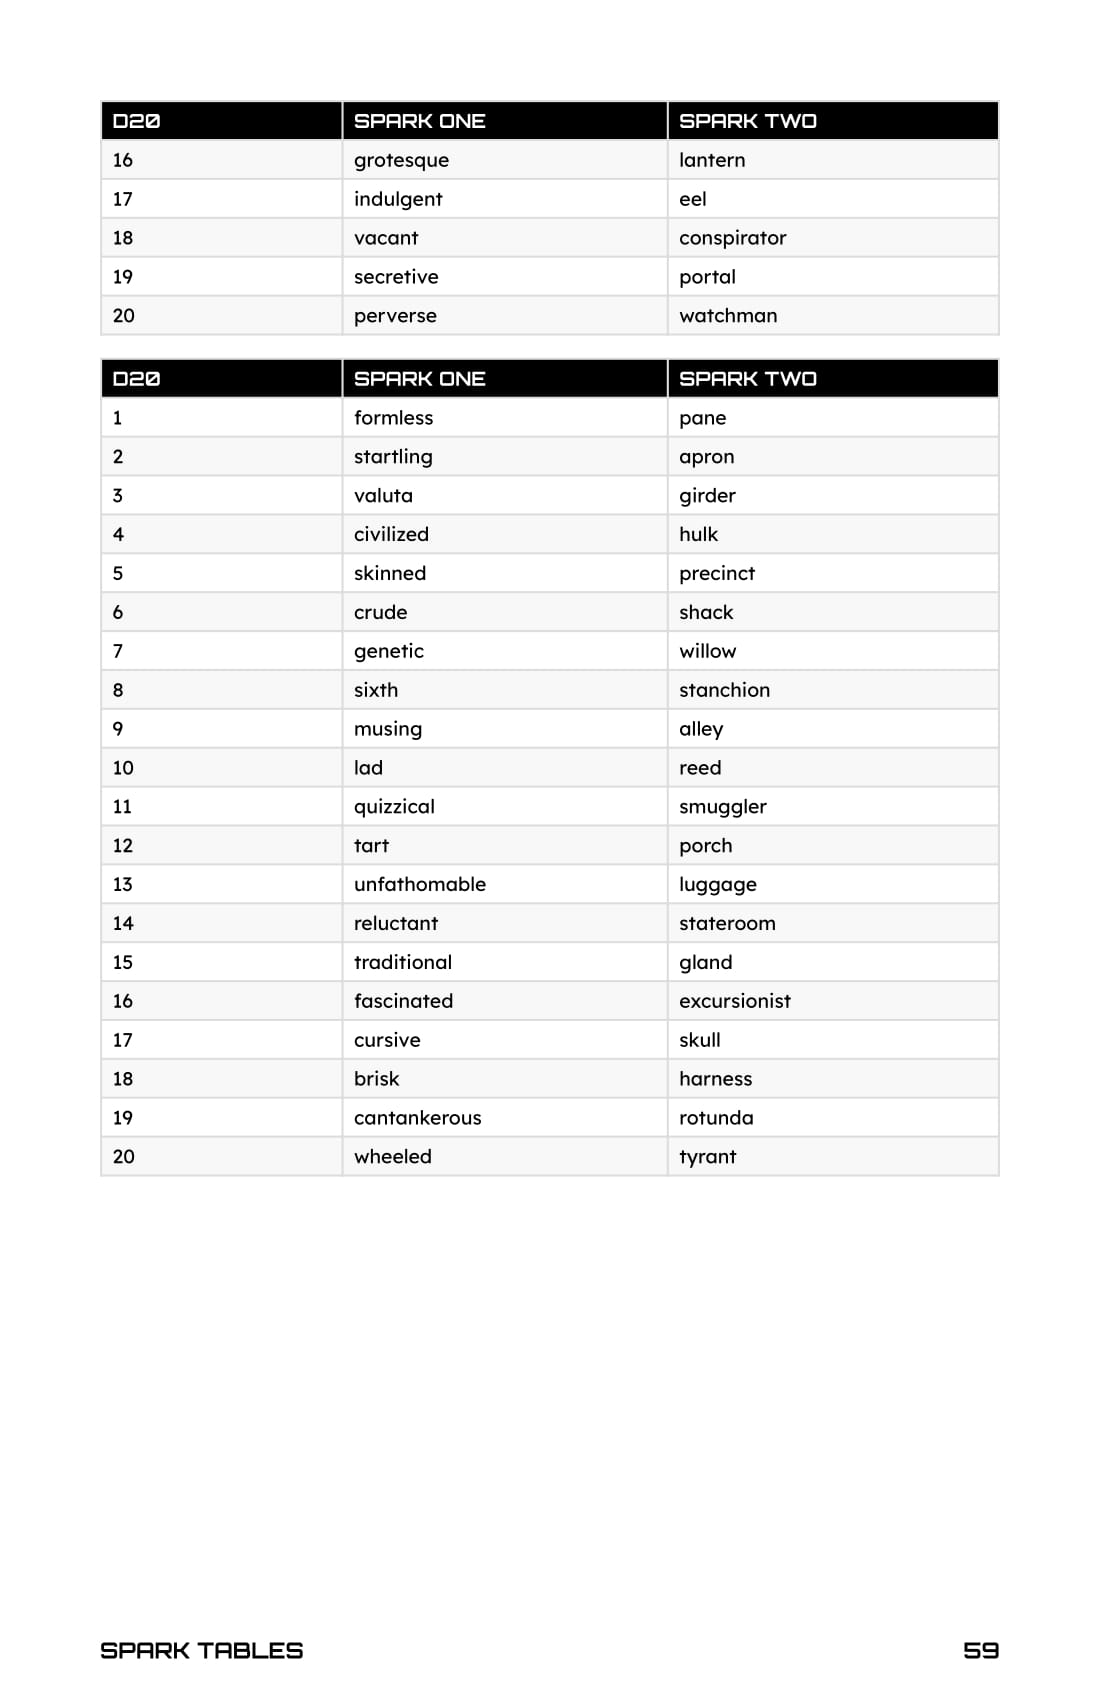 D20 SPARK ONE SPARK TWO
16 grotesque lantern
17 indulgent eel
18 vacant conspirator
19 secretive portal
20 perverse watchman
D20 SPARK ONE SPARK TWO
1 formless pane
2 startling apron
3 valuta girder
4 civilized hulk
5 skinned precinct
6 crude shack
7 genetic willow
8 sixth stanchion
9 musing alley
10 lad reed
11 quizzical smuggler
12 tart porch
13 unfathomable luggage
14 reluctant stateroom
15 traditional gland
16 fascinated excursionist
17 cursive skull
18 brisk harness
19 cantankerous rotunda
20 wheeled tyrant
SPARK TABLES 59